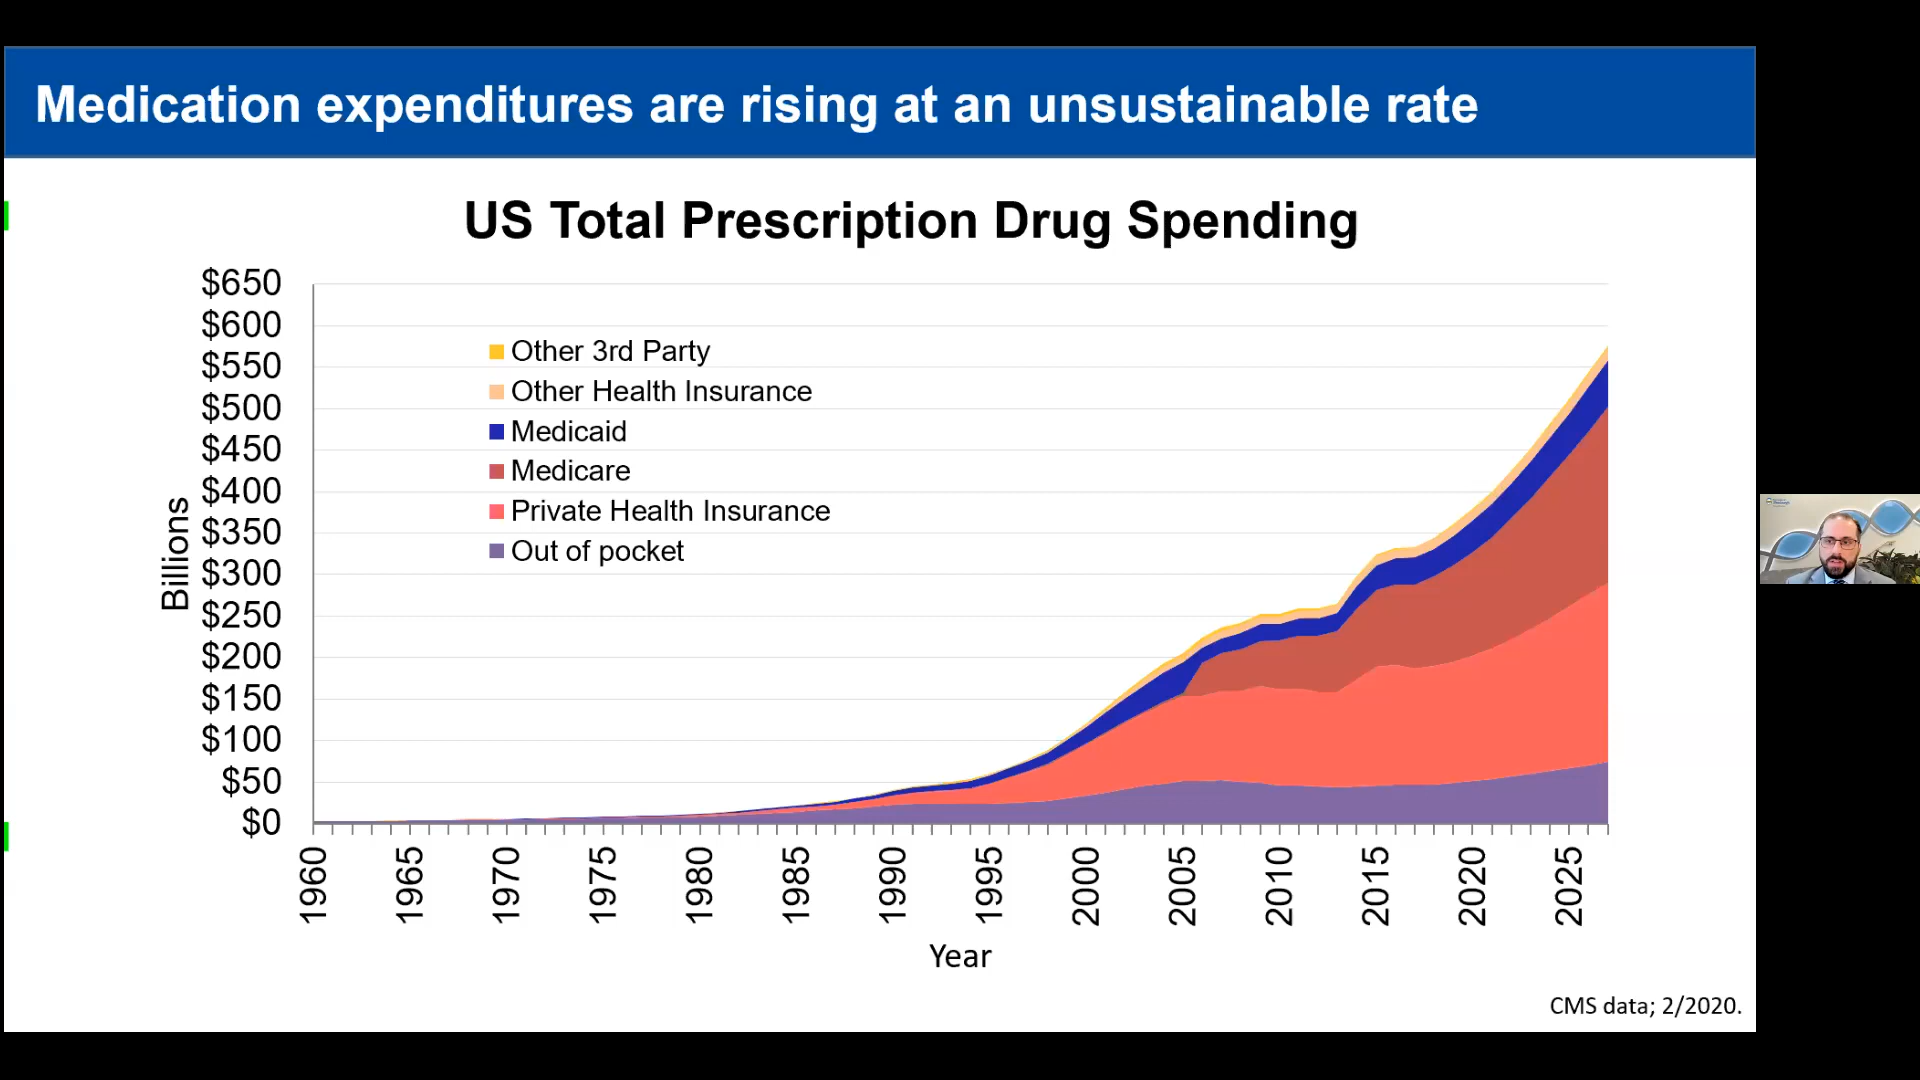 Medication expenditures are rising at an unsustainable rate
US Total Prescription Drug Spending
$650
$600
$550
$500
$450
$400
$350
$300
$250
$200
$150
$100
$50
$0
Billions
Other 3rd Party
Other Health Insurance
Medicaid
Medicare
Private Health Insurance
Out of pocket
1960
1965
1970
1975
1980
1985
1990
1995
2000
2005
2010
2015
2020
2025
Year
CMS data; 2/2020.